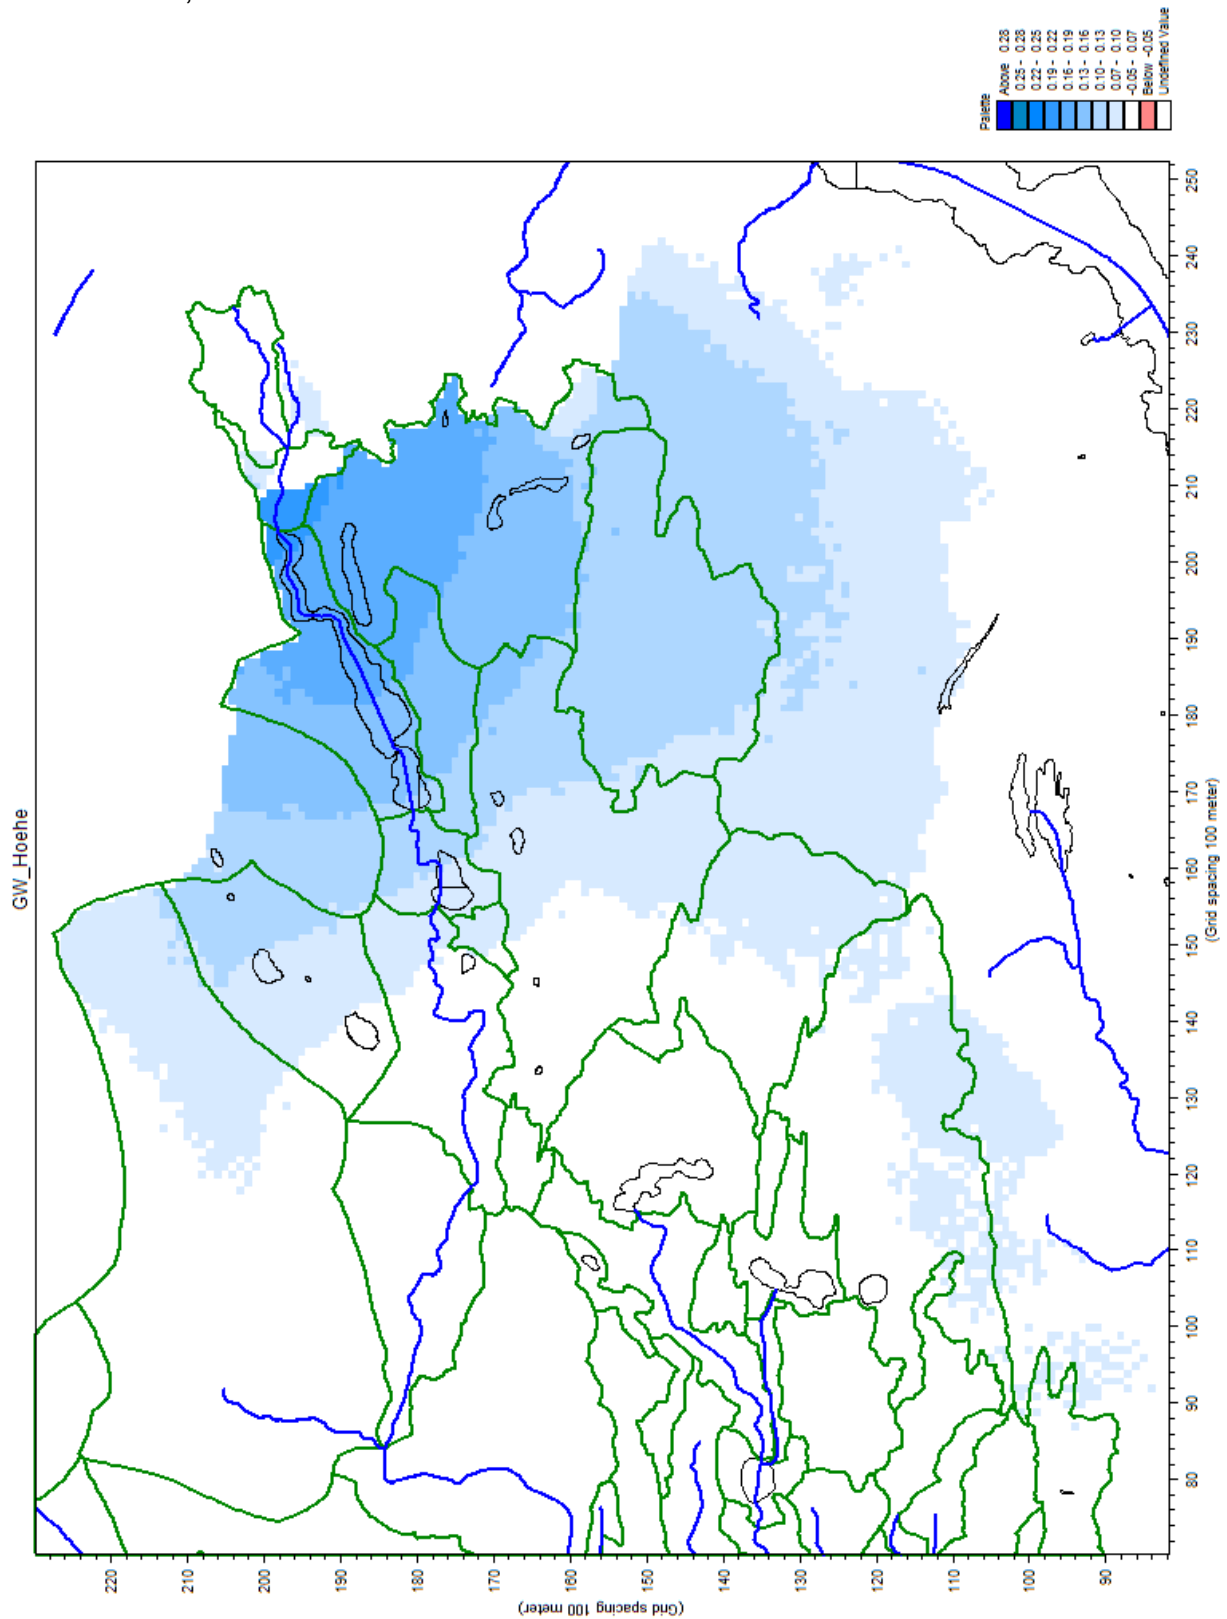 GW_Hoehe
Palette
Above 0.28
0.25 - 0.28
0.22 - 0.25
0.19 - 0.22
0.16 - 0.19
0.13 - 0.16
0.10 - 0.13
0.07 - 0.10
-0.05 - 0.07
Below -0.05
Undefined Value
220
210
200
190
180
170
160
150
140
130
120
110
100
90
(Grid spacing 100 meter)
80
90
100
110
120
130
140
150
160
170
180
190
200
210
220
230
240
250
(Grid spacing 100 meter)